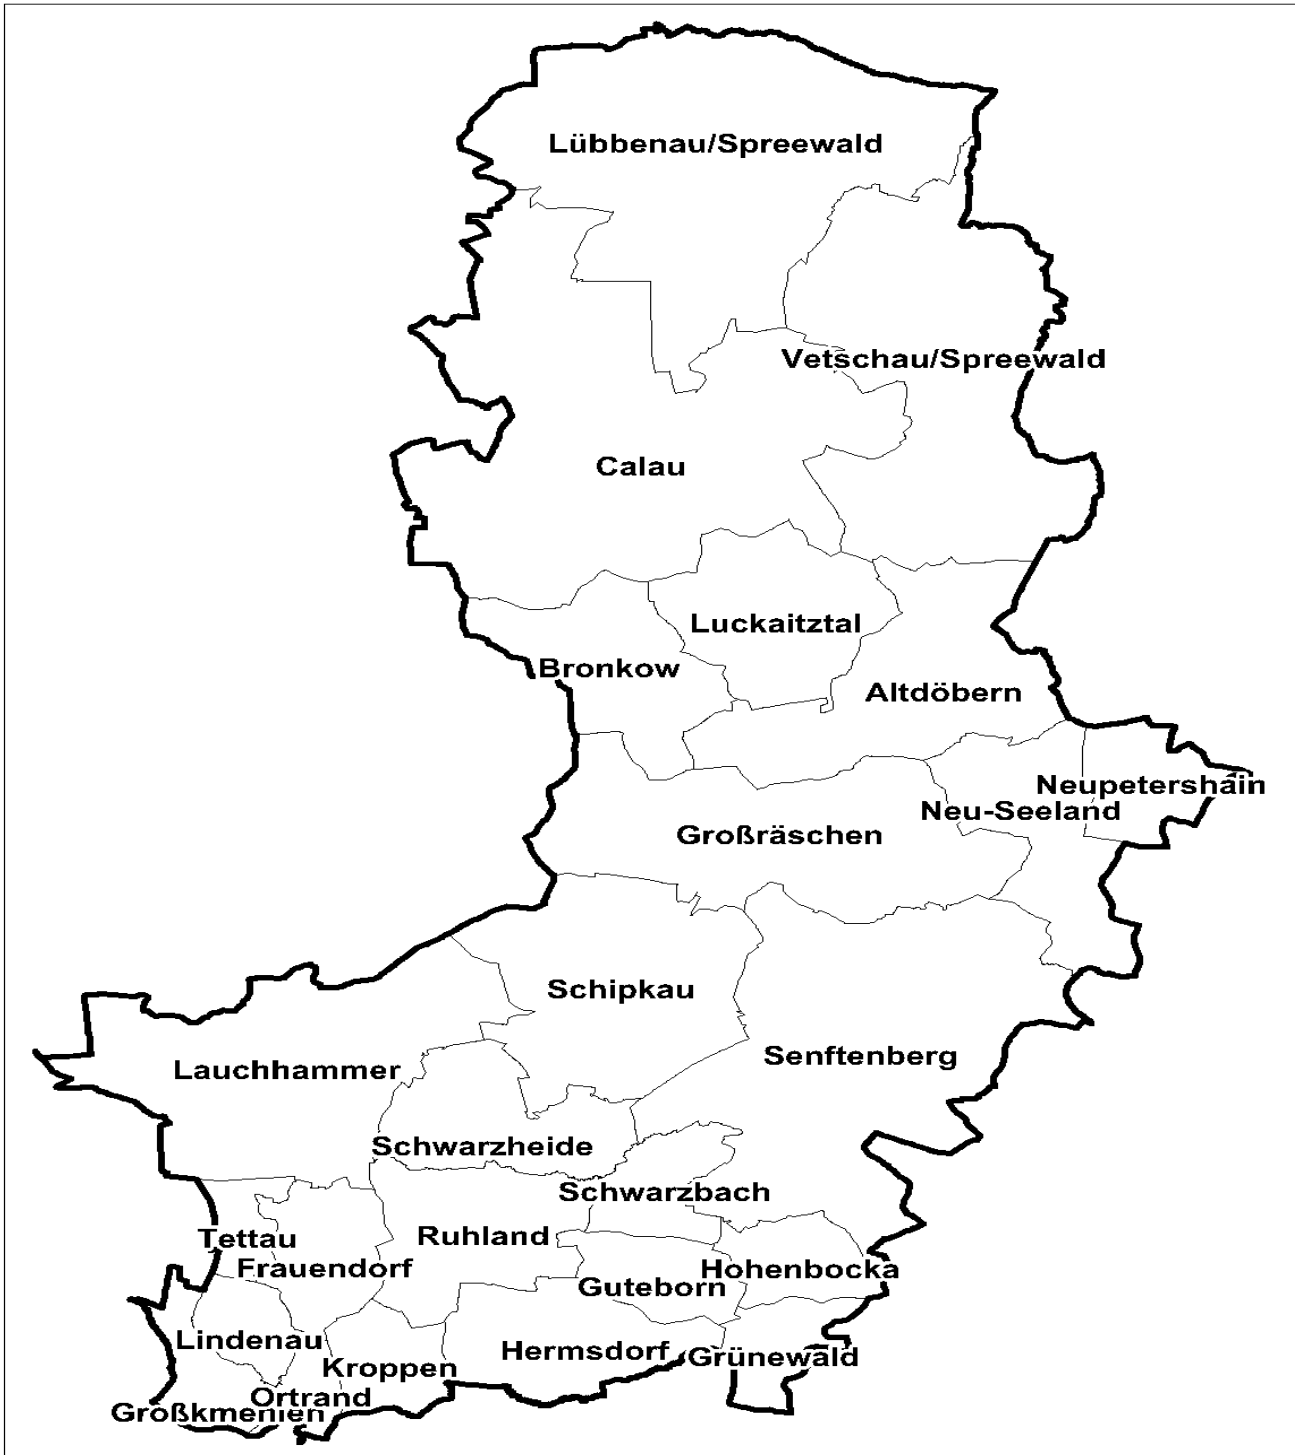 Lübbenau/Spreewald
Vetschau/Spreewald
Calau
Luckaitztal
Bronkow
Altdöbern
Neupetershain
Neu-Seeland
Großräschen
Schipkau
Senftenberg
Lauchhammer
Schwarzheide
Schwarzbach
Ruhland
Tettau
Frauendorf
Hohenbocka
Guteborn
Lindenau
Hermsdorf
Grünewald
Kroppen
Ortrand
Großkmehlen